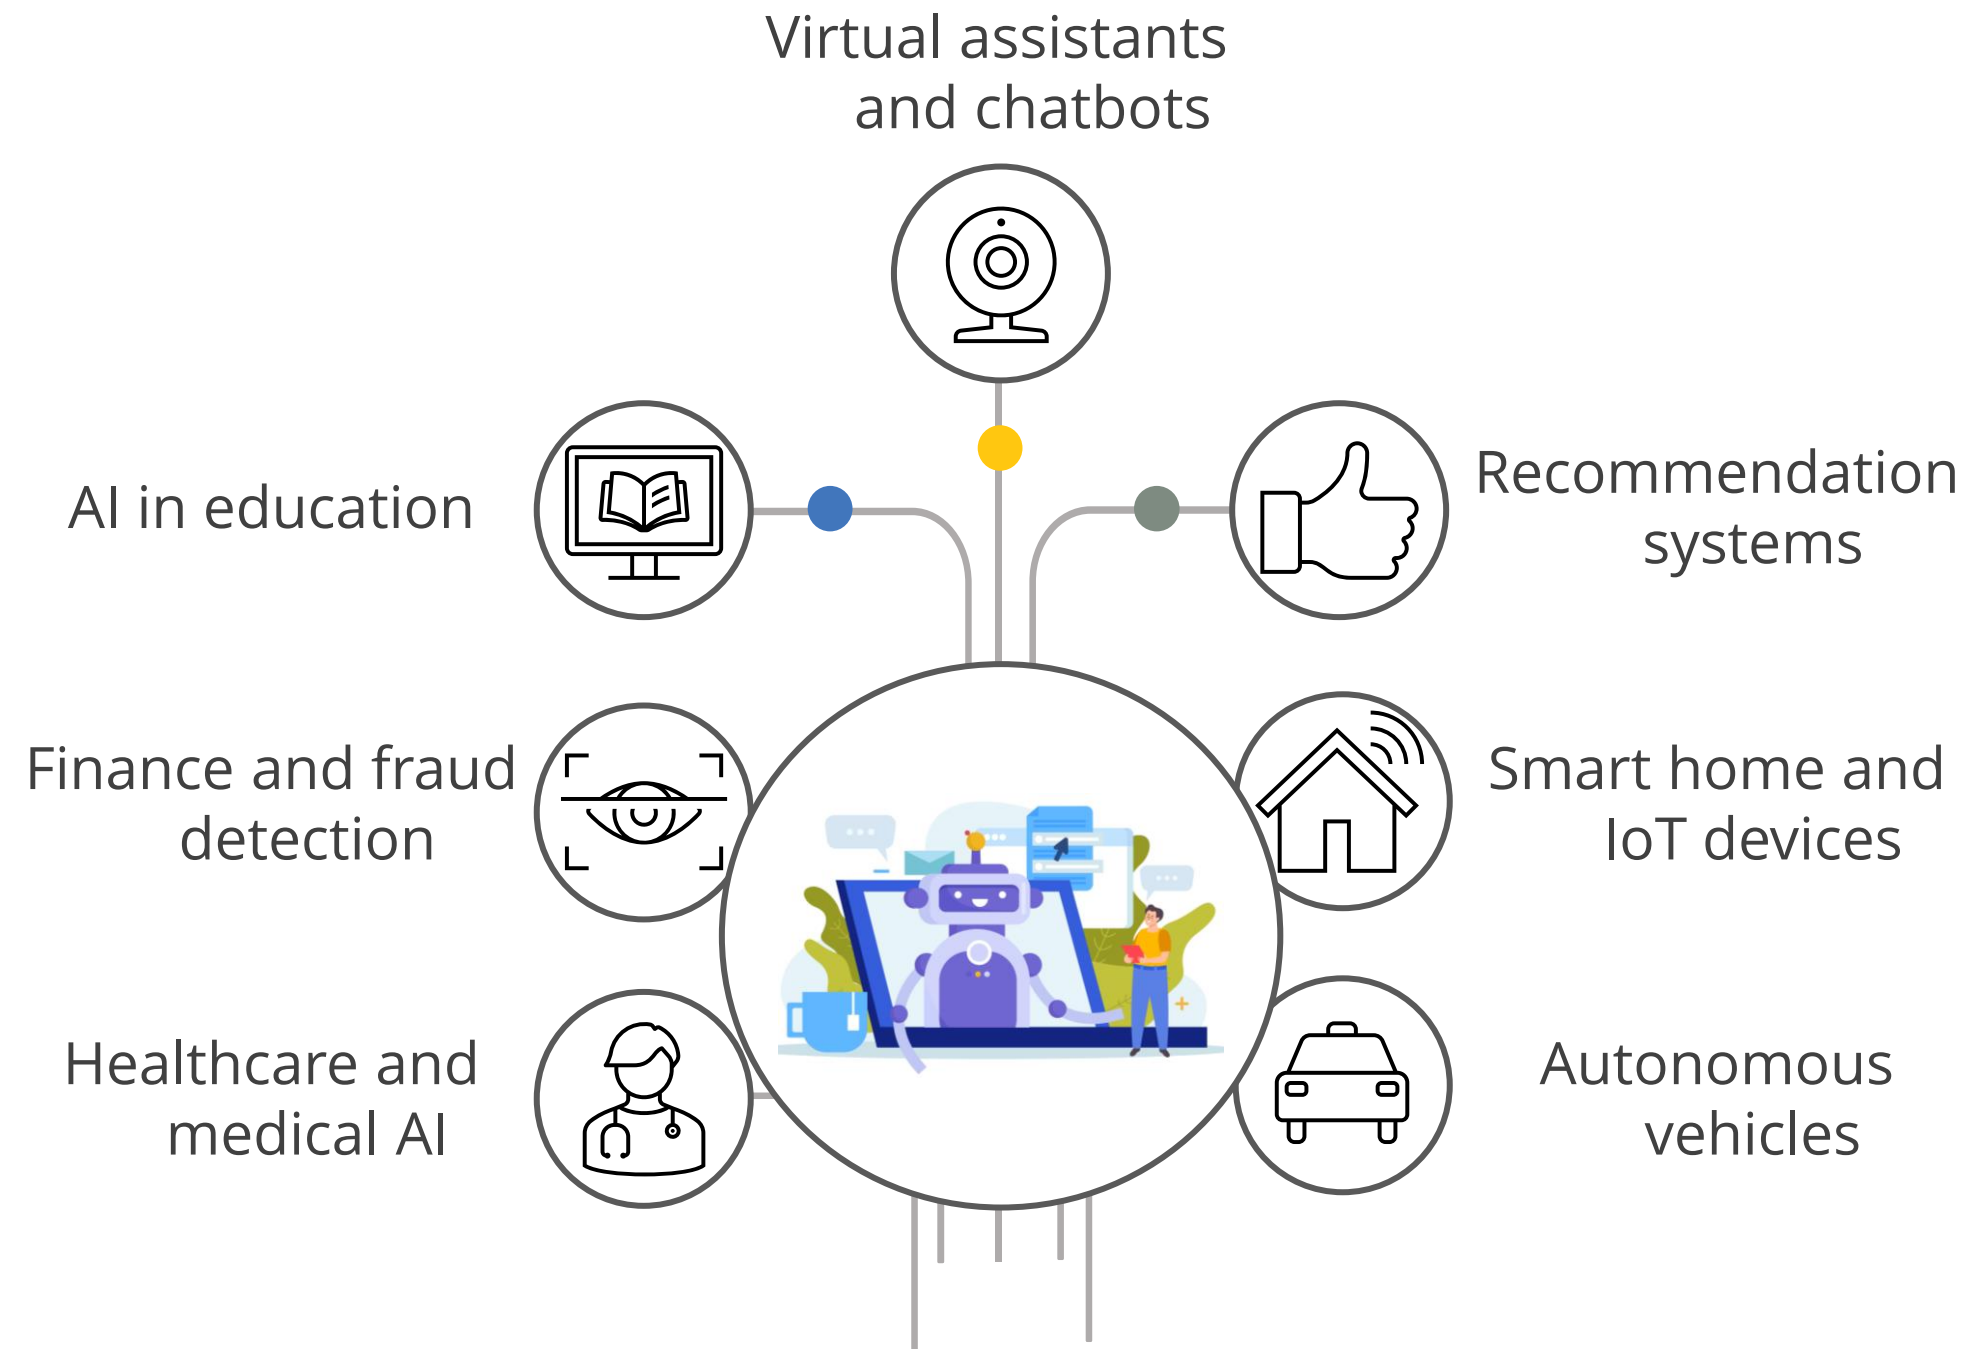 Virtual assistants
and chatbots
AI in education
Recommendation
systems
Finance and fraud
detection
Smart home and
IoT devices
Healthcare and
medical AI
Autonomous
vehicles